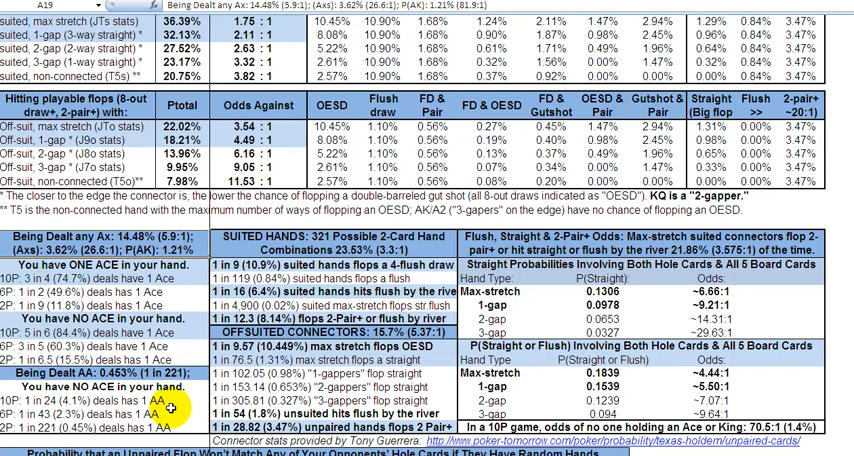 A19 fx Being Dealt any Ax: 14.48% (5.9:1); (Axs): 3.62% (26.6:1); P(AK): 1.21% (81.9:1)
suited, max stretch (JTs stats) 36.39% 1.75 : 1 10.45% 10.90% 1.68% 1.24% 2.11% 1.47% 2.94% 1.29% 0.84% 3.47%
suited, 1-gap (3-way straight) * 32.13% 2.11 : 1 8.08% 10.90% 1.68% 0.90% 1.87% 0.98% 2.45% 0.96% 0.84% 3.47%
suited, 2-gap (2-way straight) * 27.52% 2.63 : 1 5.22% 10.90% 1.68% 0.61% 1.71% 0.49% 1.96% 0.64% 0.84% 3.47%
suited, 3-gap (1-way straight) * 23.17% 3.32 : 1 2.61% 10.90% 1.68% 0.32% 1.56% 0.00% 1.47% 0.32% 0.84% 3.47%
suited, non-connected (T5s) ** 20.75% 3.82 : 1 2.57% 10.90% 1.68% 0.37% 0.92% 0.00% 0.00% 0.00% 0.84% 3.47%
Hitting playable flops (8-out draw+, 2-pair+) with: Ptotal Odds Against OESD Flush draw FD & Pair FD & OESD FD & Gutshot OESD & Pair Gutshot & Pair Straight (Big flop Flush >> 2-pair+ ~20:1)
Off-suit, max stretch (JTo stats) 22.02% 3.54 : 1 10.45% 1.10% 0.56% 0.27% 0.45% 1.47% 2.94% 1.31% 0.00% 3.47%
Off-suit, 1-gap * (J9o stats) 18.21% 4.49 : 1 8.08% 1.10% 0.56% 0.19% 0.40% 0.98% 2.45% 0.98% 0.00% 3.47%
Off-suit, 2-gap * (J8o stats) 13.96% 6.16 : 1 5.22% 1.10% 0.56% 0.13% 0.37% 0.49% 1.96% 0.65% 0.00% 3.47%
Off-suit, 3-gap * (J7o stats) 9.95% 9.05 : 1 2.61% 1.10% 0.56% 0.07% 0.34% 0.00% 1.47% 0.33% 0.00% 3.47%
Off-suit, non-connected (T5o)** 7.98% 11.53 : 1 2.57% 1.10% 0.56% 0.08% 0.20% 0.00% 0.00% 0.00% 0.00% 3.47%
* The closer to the edge the connector is, the lower the chance of flopping a double-barreled gut shot (all 8-out draws indicated as "OESD"). KQ is a "2-gapper."
** T5 is the non-connected hand with the maximum number of ways of flopping an OESD; AK/A2 ("3-gapers" on the edge) have no chance of flopping an OESD.
Being Dealt any Ax: 14.48% (5.9:1);
(Axs): 3.62% (26.6:1); P(AK): 1.21%
You have ONE ACE in your hand.
10P: 3 in 4 (74.7%) deals have 1 Ace
6P: 1 in 2 (49.6%) deals has 1 Ace
2P: 1 in 9 (11.8%) deals has 1 Ace
You have NO ACE in your hand.
10P: 5 in 6 (84.4%) deals have 1 Ace
6P: 3 in 5 (60.3%) deals have 1 Ace
2P: 1 in 6.5 (15.5%) deals has 1 Ace
Being Dealt AA: 0.453% (1 in 221);
You have NO ACE in your hand.
10P: 1 in 24 (4.1%) deals has 1 AA
6P: 1 in 43 (2.3%) deals has 1 AA
2P: 1 in 221 (0.45%) deals has 1 AA
SUITED HANDS: 321 Possible 2-Card Hand
Combinations 23.53% (3.3:1)
1 in 9 (10.9%) suited hands flops a 4-flush draw
1 in 119 (0.84%) suited hands flops a flush
1 in 16 (6.4%) suited hands hits flush by the rive
1 in 4,900 (0.02%) suited max-stretch flops str.flush
1 in 12.3 (8.14%) flops 2-Pair+ or flush by river
OFFSUITED CONNECTORS: 15.7% (5.37:1)
1 in 9.57 (10.449%) max stretch flops OESD
1 in 76.5 (1.31%) max stretch flops a straight
1 in 102.05 (0.98%) "1-gappers" flop straight
1 in 153.14 (0.653%) "2-gappers" flop straight
1 in 305.81 (0.327%) "3-gappers" flop straight
1 in 54 (1.8%) unsuited hits flush by the river
1 in 28.82 (3.47%) unpaired hands flops 2 Pair+
Flush, Straight & 2-Pair+ Odds: Max-stretch suited connectors flop 2-
pair+ or hit straight or flush by the river 21.86% (3.575:1) of the time.
Straight Probabilities Involving Both Hole Cards & All 5 Board Cards
Hand Type: P(Straight): Odds:
Max-stretch 0.1306 ~6.66:1
1-gap 0.0978 ~9.21:1
2-gap 0.0653 ~14.31:1
3-gap 0.0327 ~29.63:1
P(Straight or Flush) Involving Both Hole Cards & All 5 Board Cards
Hand Type P(Straight or Flush) Odds:
Max-stretch 0.1839 ~4.44:1
1-gap 0.1539 ~5.50:1
2-gap 0.1239 ~7.07:1
3-gap 0.094 ~9.64:1
In a 10P game, odds of no one holding an Ace or King: 70.5:1 (1.4%)
Connector stats provided by Tony Guerrera: http://www.poker-tomorrow.com/poker/probability/texas-holdem/unpaired-cards/
Probability that an Unpaired Flop Won't Match Any of Your Opponents' Hole Cards if They Have Random Hands